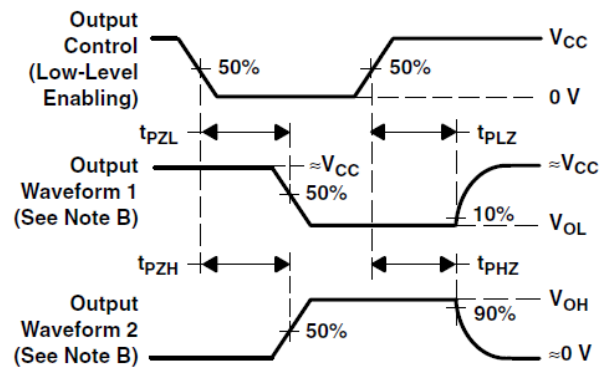 Output
Control
(Low-Level
Enabling)
50%
50%
VCC
0 V
tPZL
tPLZ
Output
Waveform 1
(See Note B)
≈VCC
50%
≈VCC
10%
VOL
tPZH
tPHZ
Output
Waveform 2
(See Note B)
50%
VOH
90%
≈0 V